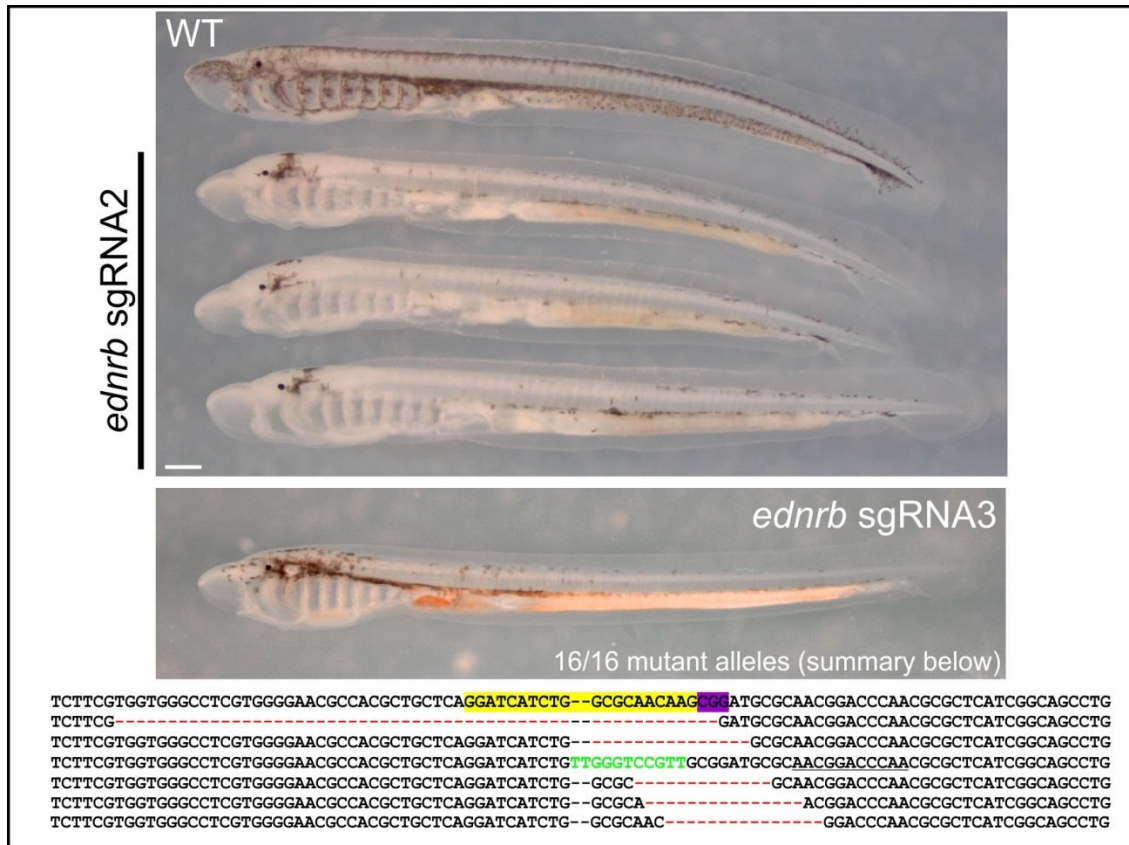 WT
ednrb sgRNA2
ednrb sgRNA3
16/16 mutant alleles (summary below)
TCTTCGTGGTGGGCCTCGTGGGGAACGCCACGCTGCTCAGGATCATCTG--GCGCAACAAGCGGATGCGCAACGGACCCAACGCGCTCATCGGCAGCCTG
TCTTCG---------------------------------------------------------GATGCGCAACGGACCCAACGCGCTCATCGGCAGCCTG
TCTTCGTGGTGGGCCTCGTGGGGAACGCCACGCTGCTCAGGATCATCTG-----------------GCGCAACGGACCCAACGCGCTCATCGGCAGCCTG
TCTTCGTGGTGGGCCTCGTGGGGAACGCCACGCTGCTCAGGATCATCTGTTGGGTCCGTTGCGGATGCGCAACGGACCCAACGCGCTCATCGGCAGCCTG
TCTTCGTGGTGGGCCTCGTGGGGAACGCCACGCTGCTCAGGATCATCTG--GCGC-------------GCAACGGACCCAACGCGCTCATCGGCAGCCTG
TCTTCGTGGTGGGCCTCGTGGGGAACGCCACGCTGCTCAGGATCATCTG--GCGCA---------------ACGGACCCAACGCGCTCATCGGCAGCCTG
TCTTCGTGGTGGGCCTCGTGGGGAACGCCACGCTGCTCAGGATCATCTG--GCGCAAC---------------GGACCCAACGCGCTCATCGGCAGCCTG